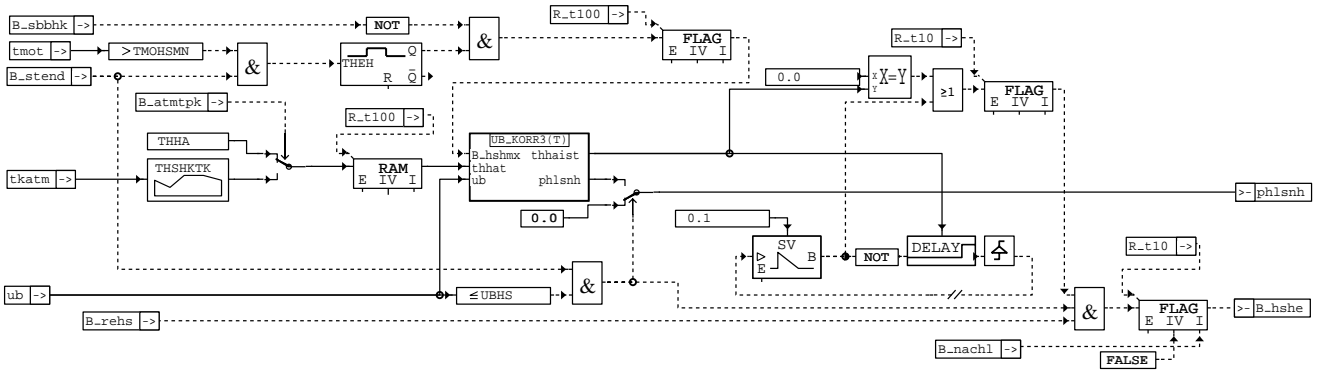 B_sbbhk ->
NOT
&
R_t100 ->
FLAG
E IV I
tmot ->
>TMOHSMN
&
THEH
Q
R Q̄
B_stend ->
R_t10 ->
0.0
X
Y
X=Y
≥1
FLAG
E IV I
B_atmtpk ->
R_t100 ->
THHA
THSHKTK
tkatm ->
RAM
E IV I
UB_KORR3(T)
B_hshmx thhaist
thhat
ub phlsnh
0.0
>- phlsnh
0.1
SV
B
E
NOT
DELAY
R_t10 ->
ub ->
≤UBHS
&
B_rehs ->
&
FLAG
E IV I
>- B_hshe
B_nachl ->
FALSE